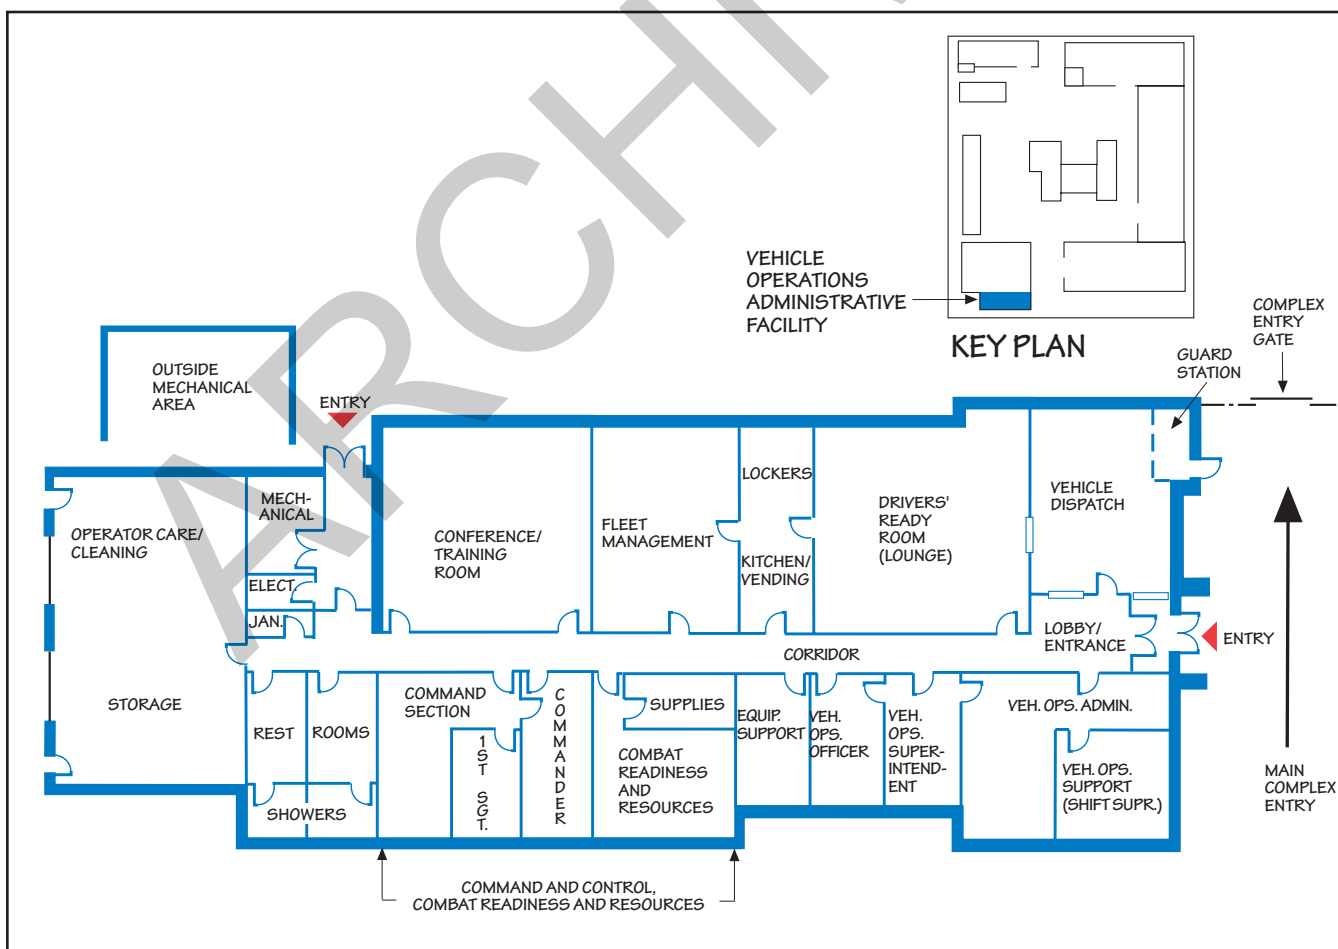 VEHICLE
OPERATIONS
ADMINISTRATIVE
FACILITY
KEY PLAN
COMPLEX
ENTRY
GATE
GUARD
STATION
OUTSIDE
MECHANICAL
AREA
ENTRY
MECH-
ANICAL
OPERATOR CARE/
CLEANING
ELECT.
JAN.
STORAGE
CONFERENCE/
TRAINING
ROOM
FLEET
MANAGEMENT
LOCKERS
KITCHEN/
VENDING
DRIVERS'
READY
ROOM
(LOUNGE)
VEHICLE
DISPATCH
LOBBY/
ENTRANCE
ENTRY
CORRIDOR
REST
ROOMS
SHOWERS
COMMAND
SECTION
1ST SGT.
COMMANDER
SUPPLIES
COMBAT
READINESS
AND
RESOURCES
EQUIP.
SUPPORT
VEH.
OPS.
OFFICER
VEH.
OPS.
SUPER-
INTEND-
ENT
VEH. OPS. ADMIN.
VEH. OPS.
SUPPORT
(SHIFT SUPR.)
MAIN
COMPLEX
ENTRY
COMMAND AND CONTROL,
COMBAT READINESS AND RESOURCES